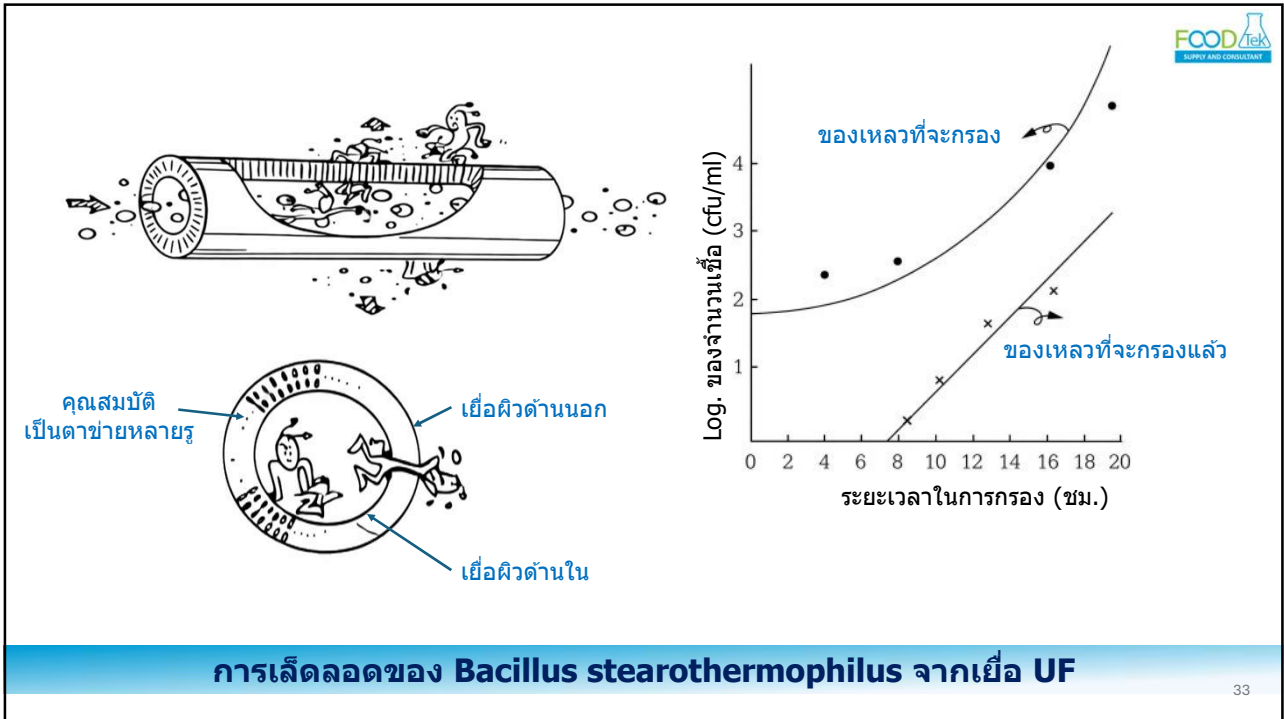 FOODTek
SUPPLY AND CONSULTANT
ของเหลวที่จะกรอง
Log. ของจำนวนเชื้อ (cfu/ml)
4
3
2
1
ของเหลวที่จะกรองแล้ว
0 2 4 6 8 10 12 14 16 18 20
ระยะเวลาในการกรอง (ชม.)
คุณสมบัติ
เป็นตาข่ายหลายรู
เยื่อผิวด้านนอก
เยื่อผิวด้านใน
การเล็ดลอดของ Bacillus stearothermophilus จากเยื่อ UF
33